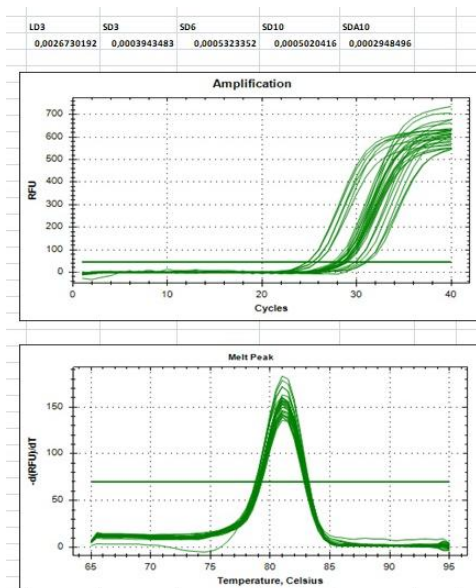 LD3 SD3 SD6 SD10 SDA10
0,0026730192 0,0003943483 0,0005323352 0,0005020416 0,0002948496
Amplification
700
600
500
400
300
200
100
0
RFU
0 10 20 30 40
Cycles
Melt Peak
150
100
50
0
-d(RFU)/dT
65 70 75 80 85 90 95
Temperature, Celsius